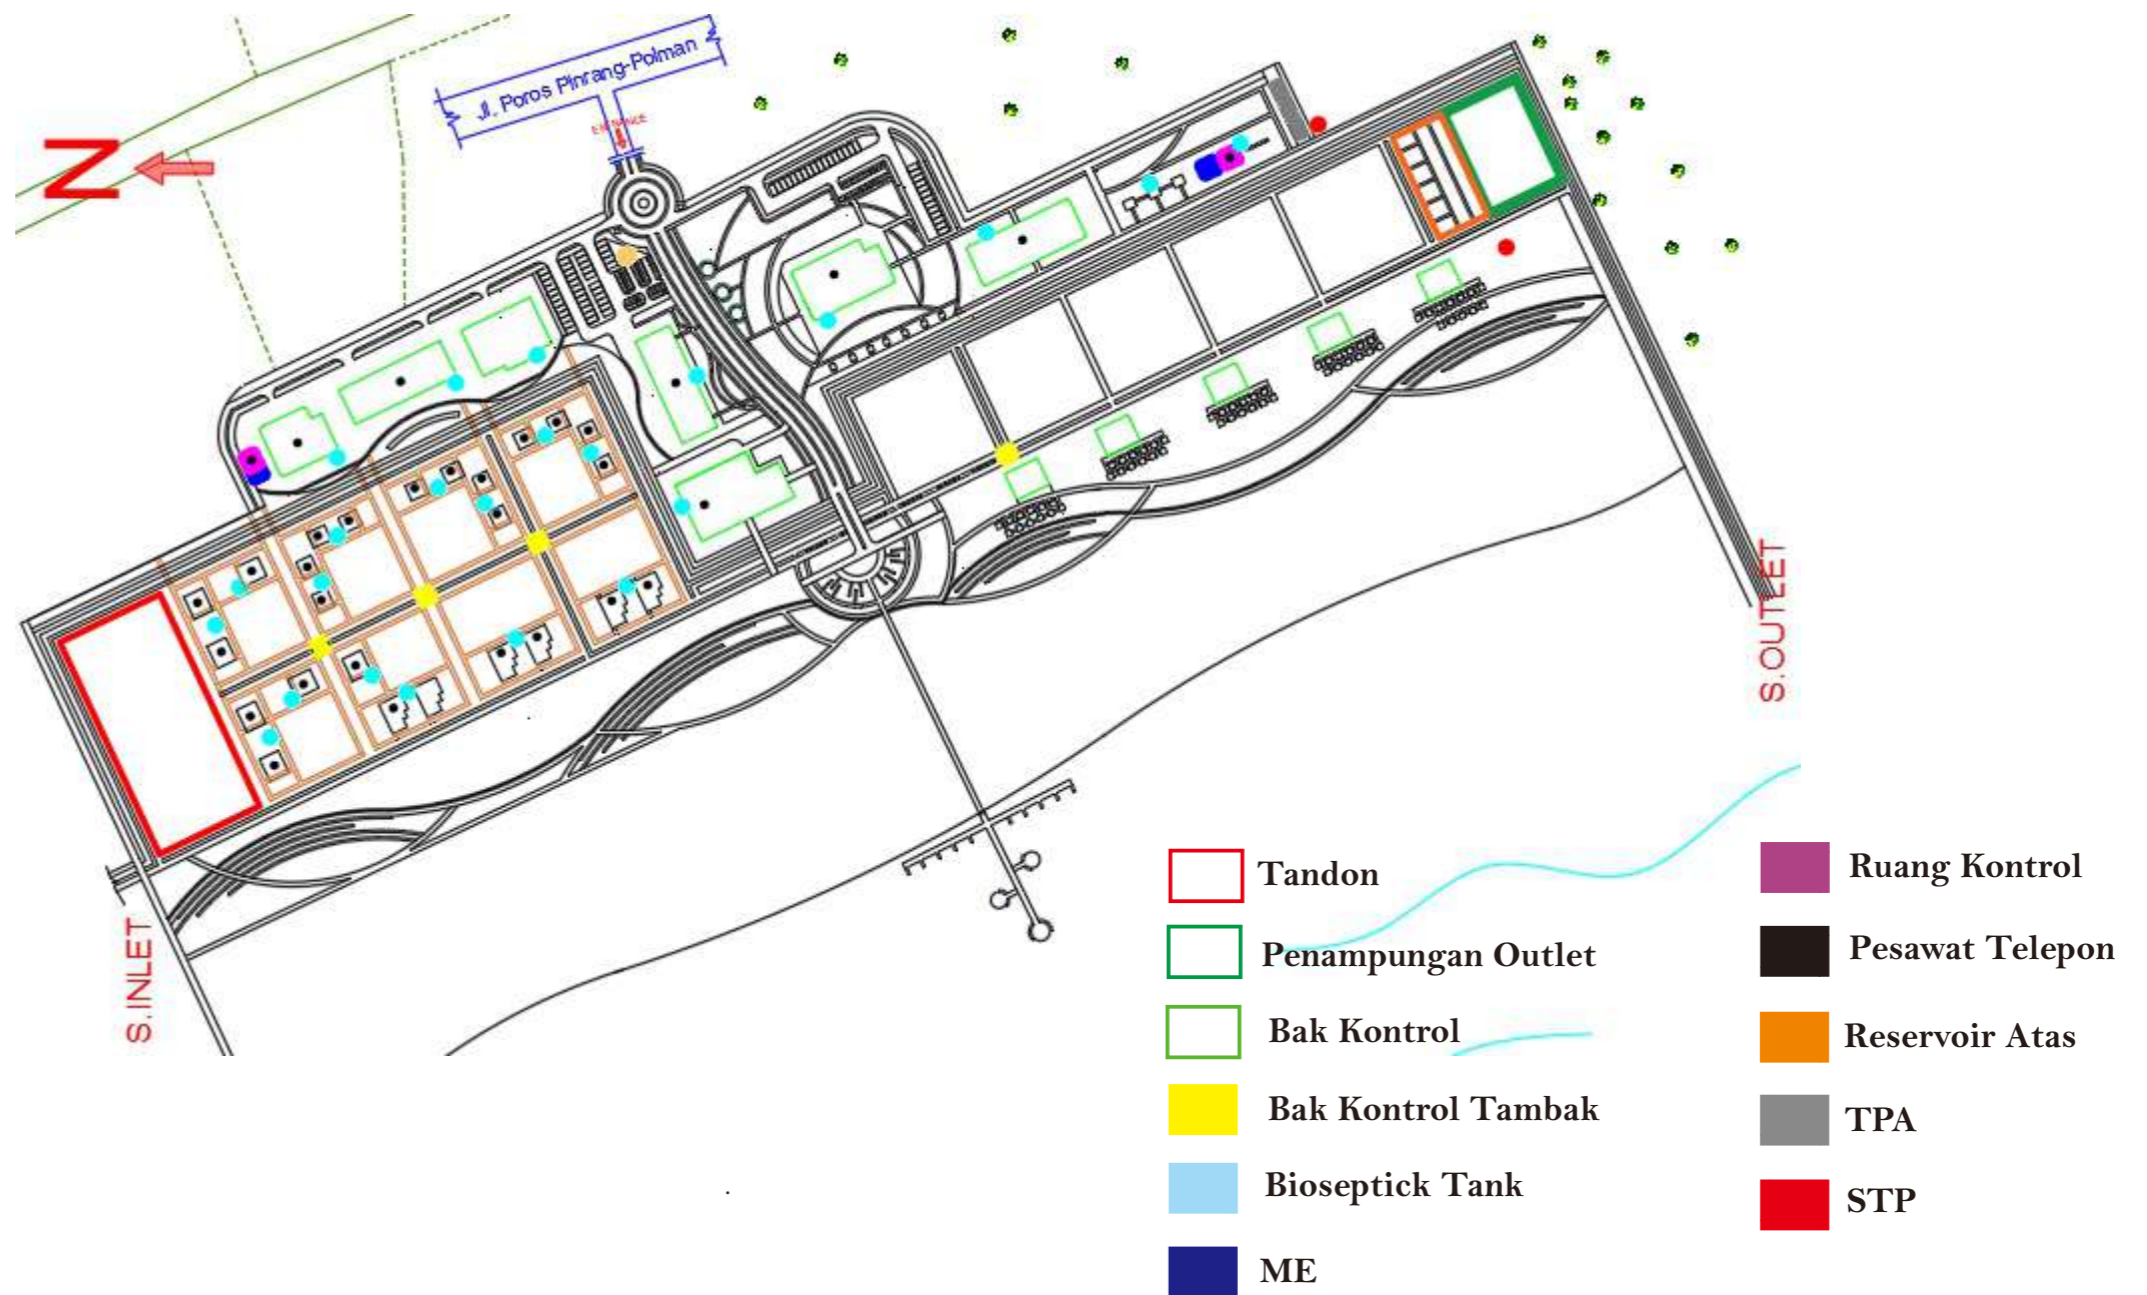 Jl. Poros Pinrang-Polman
ENTRANCE
N
S.OUTLET
S.INLET
Tandon
Penampungan Outlet
Bak Kontrol
Bak Kontrol Tambak
Bioseptick Tank
ME
Ruang Kontrol
Pesawat Telepon
Reservoir Atas
TPA
STP